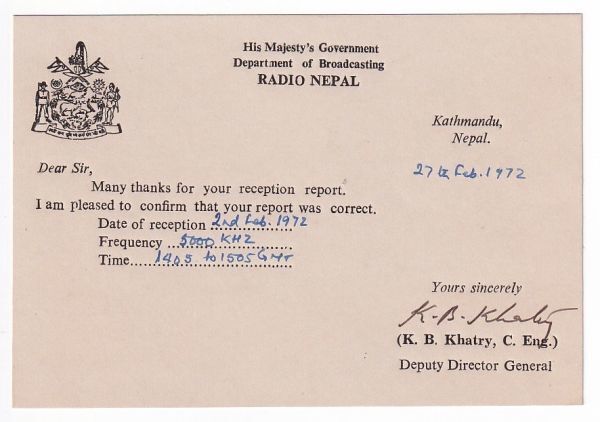 His Majesty's Government
Department of Broadcasting
RADIO NEPAL
Kathmandu,
Nepal.
27th Feb. 1972
Dear Sir,
Many thanks for your reception report.
I am pleased to confirm that your report was correct.
Date of reception 2nd Feb. 1972
Frequency 5000 KHZ
Time 1405 to 1505 GMT
Yours sincerely
K. B. Khatry
(K. B. Khatry, C. Eng.)
Deputy Director General